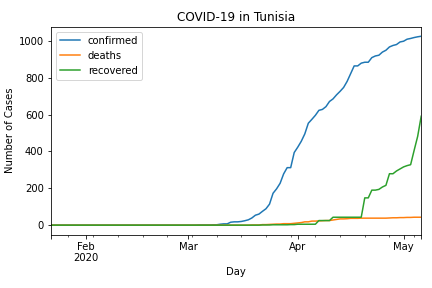 COVID-19 in Tunisia
confirmed
deaths
recovered
Number of Cases
1000
800
600
400
200
0
Feb
2020
Mar
Apr
May
Day